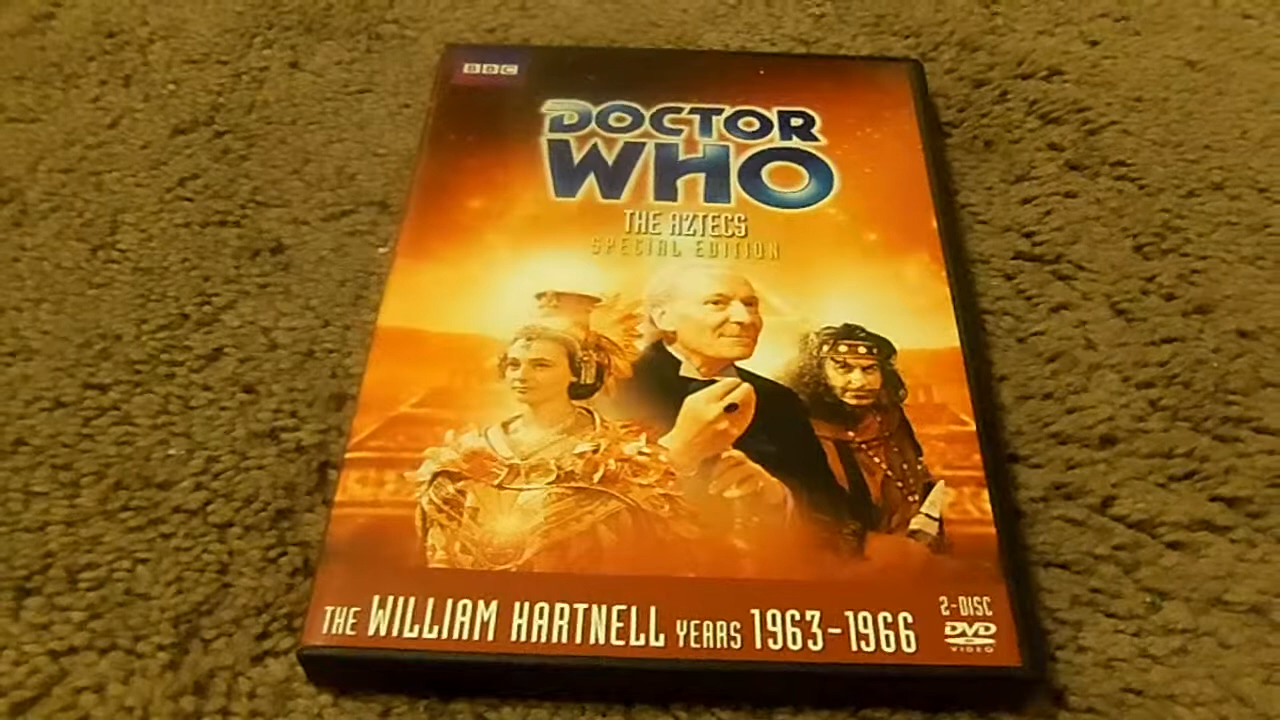 BBC
DOCTOR
WHO
THE AZTECS
SPECIAL EDITION
THE WILLIAM HARTNELL YEARS 1963-1966
2-DISC
DVD
VIDEO